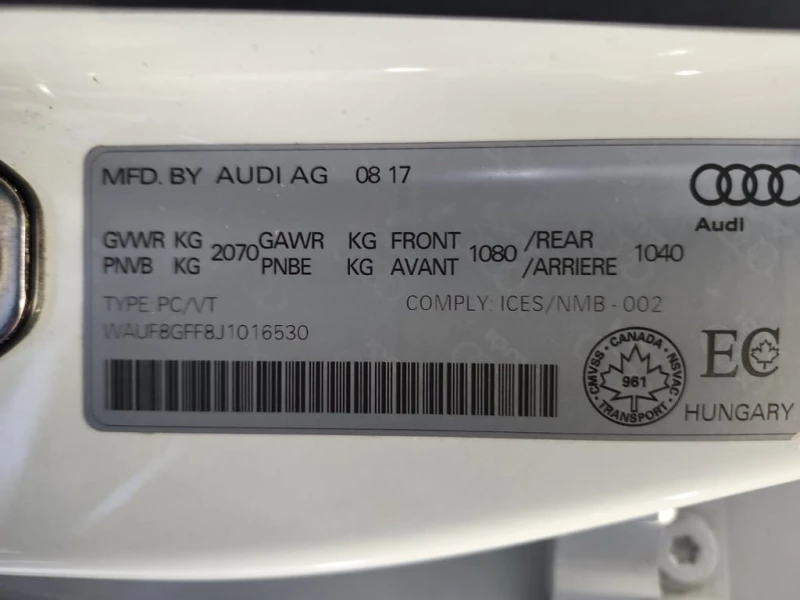 MFD. BY AUDI AG 08 17
Audi
GVWR KG 2070 GAWR KG FRONT 1080 /REAR 1040
PNVB KG PNBE KG AVANT /ARRIERE
TYPE: PC/VT COMPLY: ICES/NMB - 002
WAUF8GFF8J1016530
CMVSS · CANADA · NSVAC
961
TRANSPORT
EC
HUNGARY